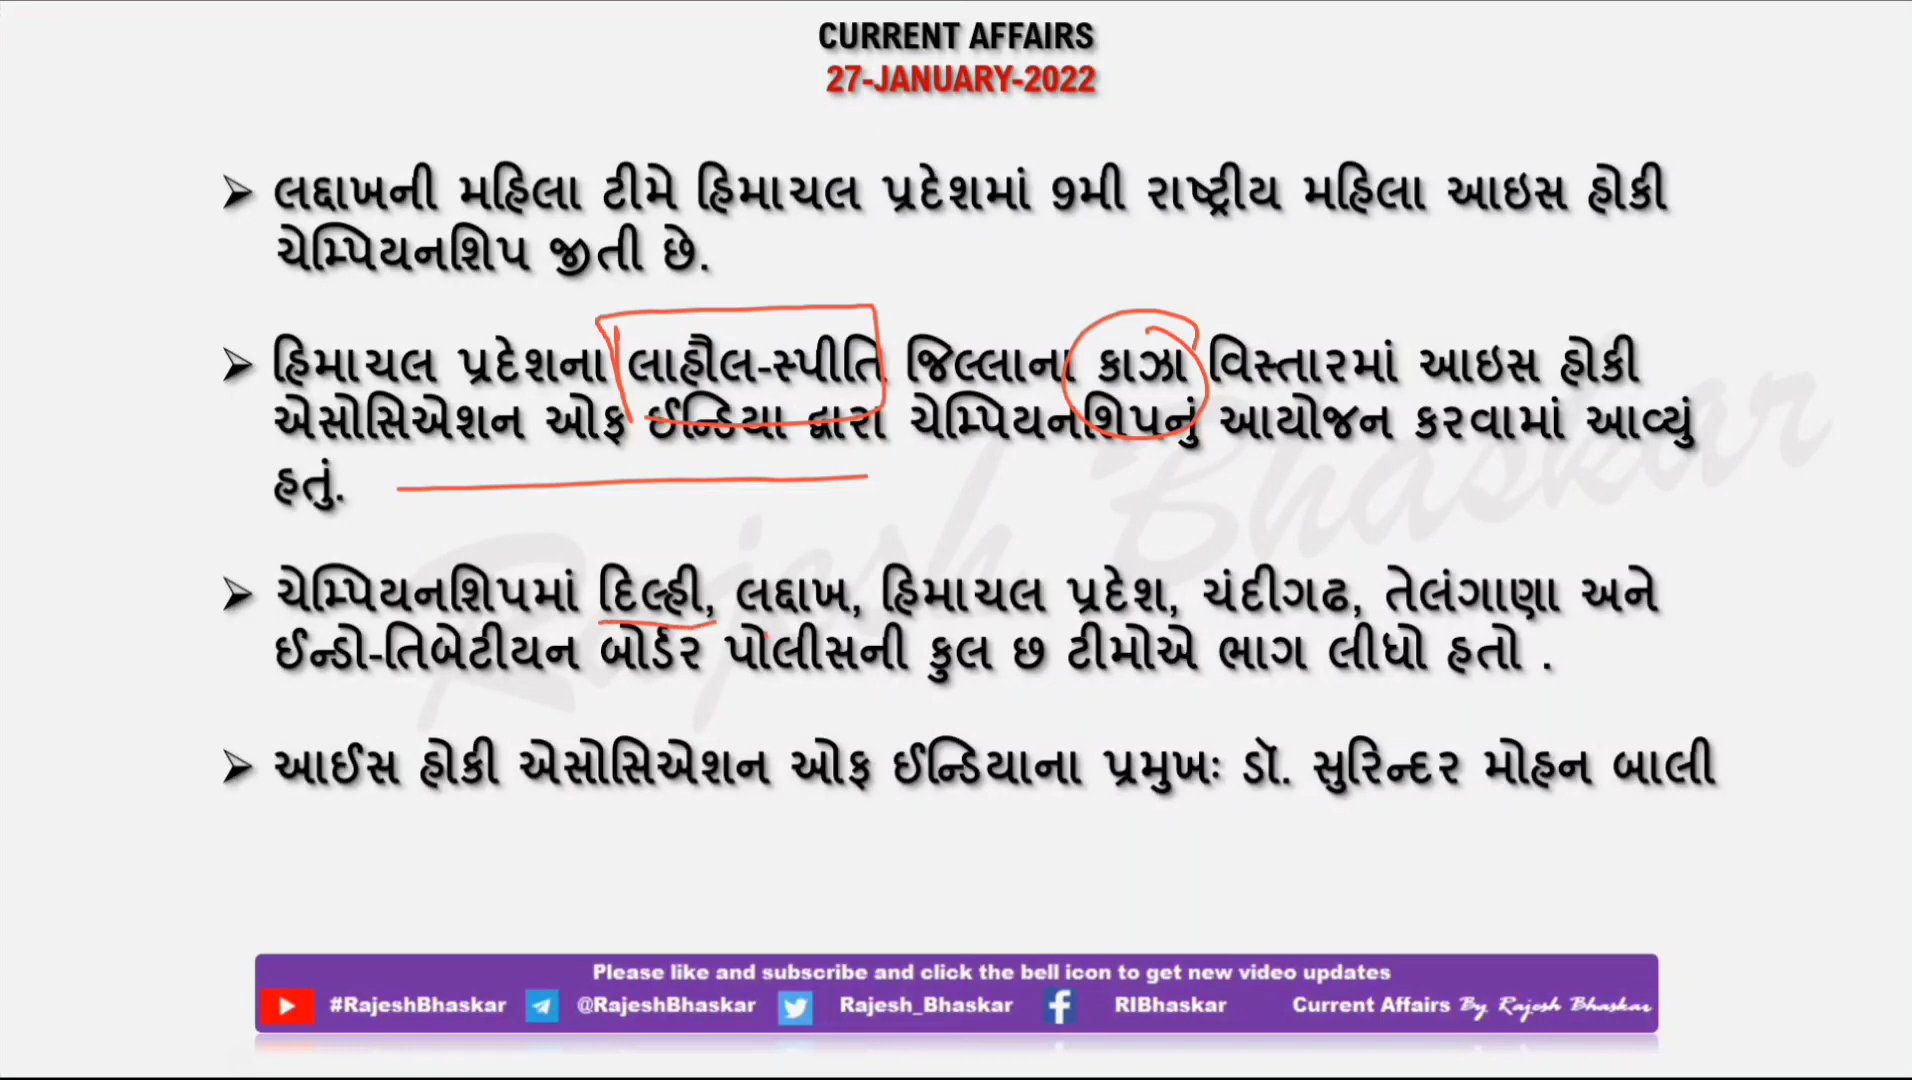 CURRENT AFFAIRS
27-JANUARY-2022
➢ લદ્દાખની મહિલા ટીમે હિમાચલ પ્રદેશમાં 9મી રાષ્ટ્રીય મહિલા આઇસ હોકી
ચેમ્પિયનશિપ જીતી છે.
➢ હિમાચલ પ્રદેશના લાહૌલ-સ્પીતિ જિલ્લાના કાઝા વિસ્તારમાં આઇસ હોકી
એસોસિએશન ઓફ ઈન્ડિયા દ્વારા ચેમ્પિયનશિપનું આયોજન કરવામાં આવ્યું
હતું.
➢ ચેમ્પિયનશિપમાં દિલ્હી, લદ્દાખ, હિમાચલ પ્રદેશ, ચંદીગઢ, તેલંગાણા અને
ઈન્ડો-તિબેટીયન બોર્ડર પોલીસની કુલ છ ટીમોએ ભાગ લીધો હતો .
➢ આઈસ હોકી એસોસિએશન ઓફ ઈન્ડિયાના પ્રમુખઃ ડૉ. સુરિન્દર મોહન બાલી
Rajesh Bhaskar
Please like and subscribe and click the bell icon to get new video updates
#RajeshBhaskar @RajeshBhaskar Rajesh_Bhaskar RIBhaskar Current Affairs By Rajesh Bhaskar